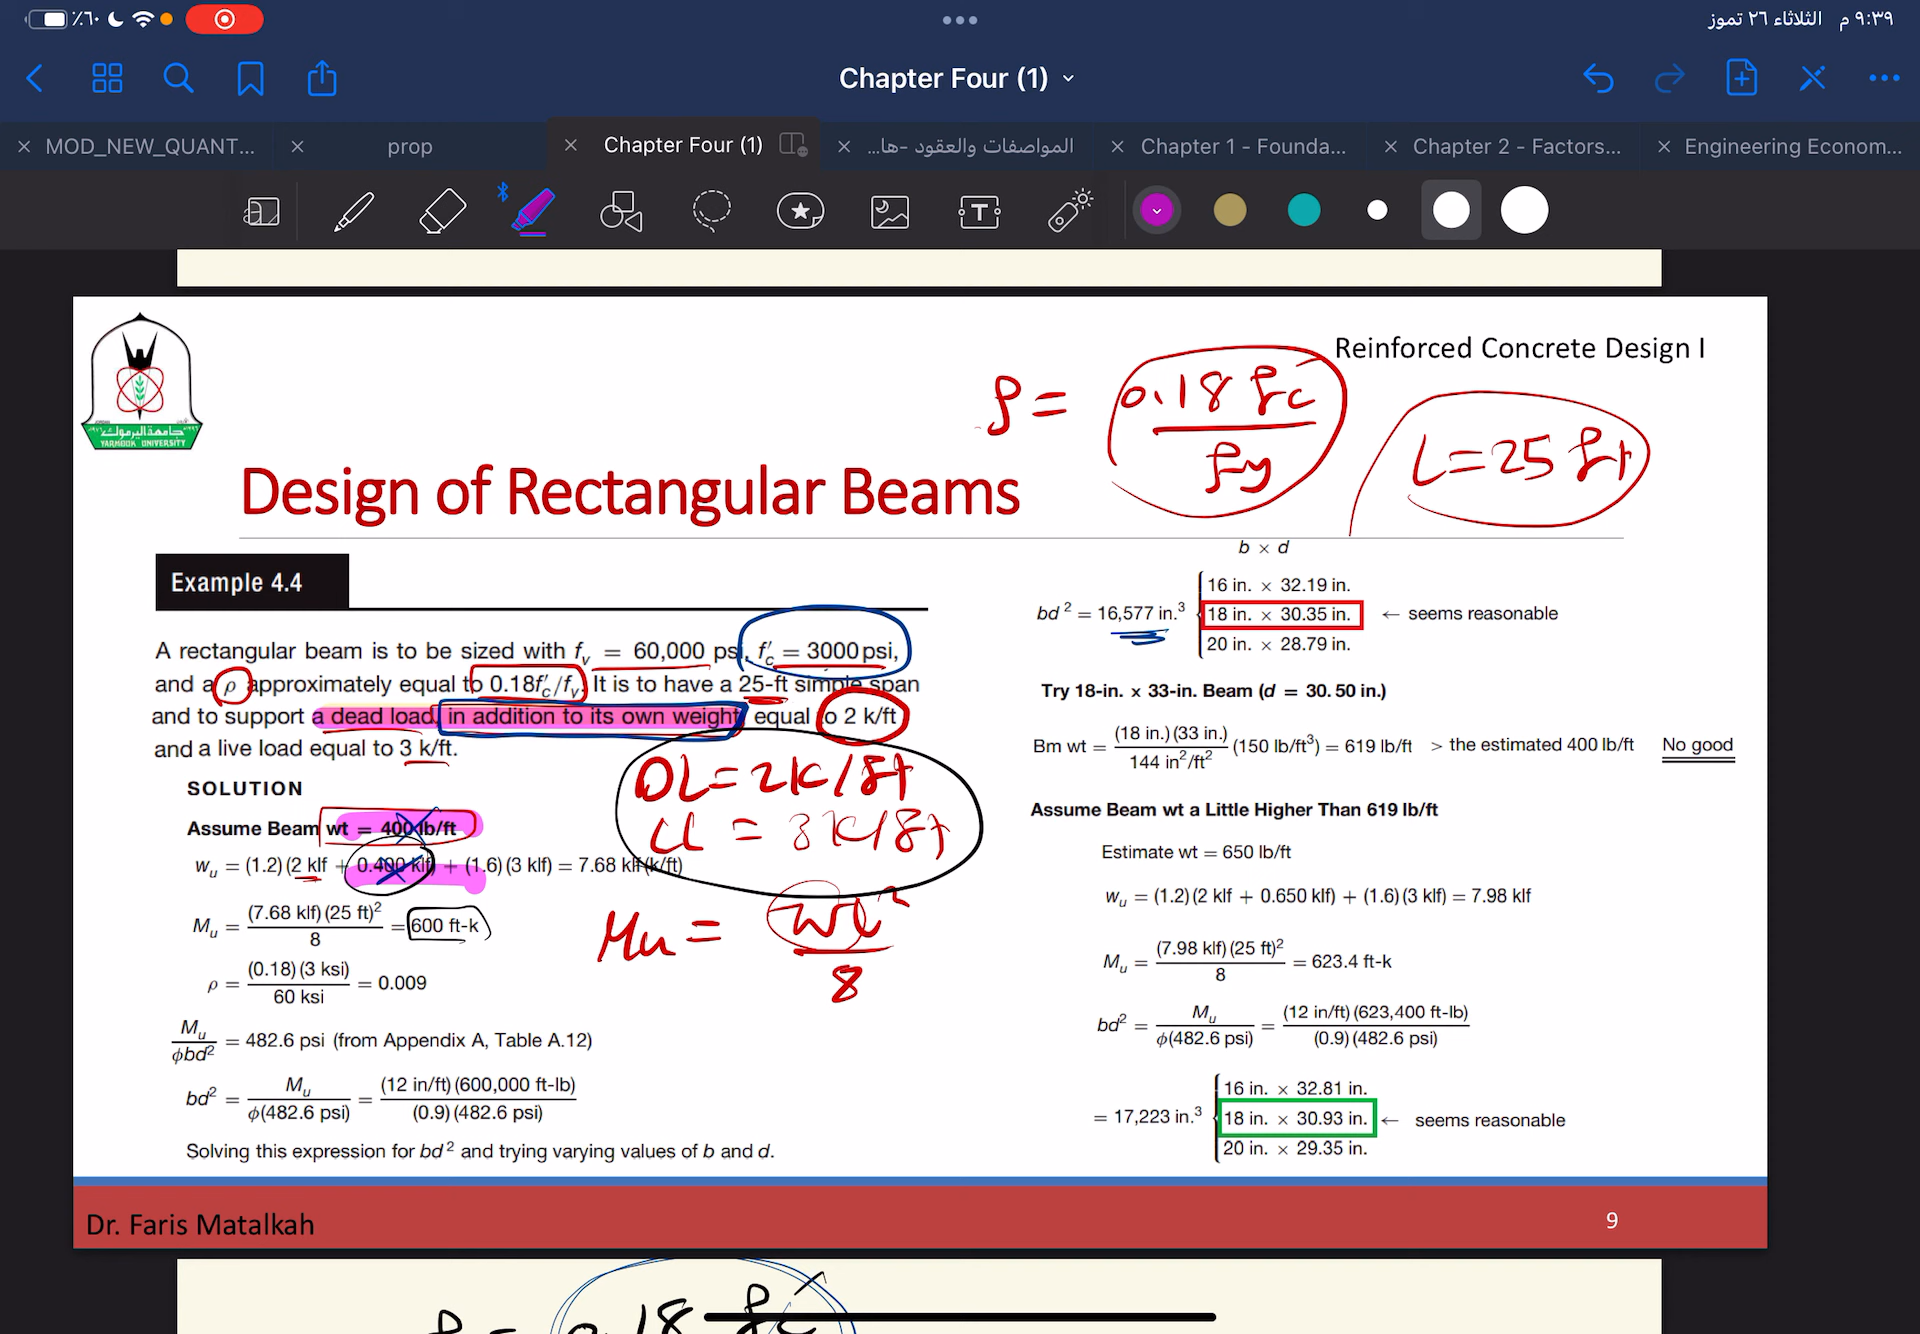 ٪٦٠
٩:٣٩ م الثلاثاء ٢٦ تموز
Chapter Four (1)
MOD_NEW_QUANT...
prop
Chapter Four (1)
المواصفات والعقود -ها...
Chapter 1 - Founda...
Chapter 2 - Factors...
Engineering Econom...
جامعة اليرموك
YARMOUK UNIVERSITY
Reinforced Concrete Design I
ρ = 0.18 f'c / fy
L = 25 ft
Design of Rectangular Beams
Example 4.4
A rectangular beam is to be sized with fy = 60,000 psi, f′c = 3000 psi,
and a ρ approximately equal to 0.18f′c/fy. It is to have a 25-ft simple span
and to support a dead load, in addition to its own weight, equal to 2 k/ft
and a live load equal to 3 k/ft.
DL = 2k/ft
LL = 3k/ft
SOLUTION
Assume Beam wt = 400 lb/ft
wu = (1.2)(2 klf + 0.400 klf) + (1.6)(3 klf) = 7.68 klf (k/ft)
Mu = (7.68 klf)(25 ft)² / 8 = 600 ft-k
Mu = wl² / 8
ρ = (0.18)(3 ksi) / 60 ksi = 0.009
Mu / ϕbd² = 482.6 psi (from Appendix A, Table A.12)
bd² = Mu / ϕ(482.6 psi) = (12 in/ft)(600,000 ft-lb) / (0.9)(482.6 psi)
Solving this expression for bd² and trying varying values of b and d.
b × d
16 in. × 32.19 in.
bd² = 16,577 in.³ 18 in. × 30.35 in. ← seems reasonable
20 in. × 28.79 in.
Try 18-in. × 33-in. Beam (d = 30. 50 in.)
Bm wt = (18 in.)(33 in.) / 144 in²/ft² (150 lb/ft³) = 619 lb/ft > the estimated 400 lb/ft No good
Assume Beam wt a Little Higher Than 619 lb/ft
Estimate wt = 650 lb/ft
wu = (1.2)(2 klf + 0.650 klf) + (1.6)(3 klf) = 7.98 klf
Mu = (7.98 klf)(25 ft)² / 8 = 623.4 ft-k
bd² = Mu / ϕ(482.6 psi) = (12 in/ft)(623,400 ft-lb) / (0.9)(482.6 psi)
16 in. × 32.81 in.
= 17,223 in.³ 18 in. × 30.93 in. ← seems reasonable
20 in. × 29.35 in.
Dr. Faris Matalkah
9
ρ = 0.18 f'c